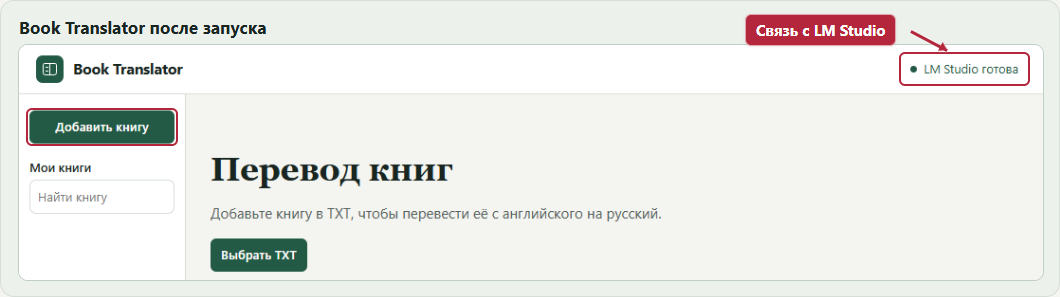 Book Translator после запуска
Связь с LM Studio
Book Translator
LM Studio готова
Добавить книгу
Мои книги
Найти книгу
Перевод книг
Добавьте книгу в TXT, чтобы перевести её с английского на русский.
Выбрать TXT